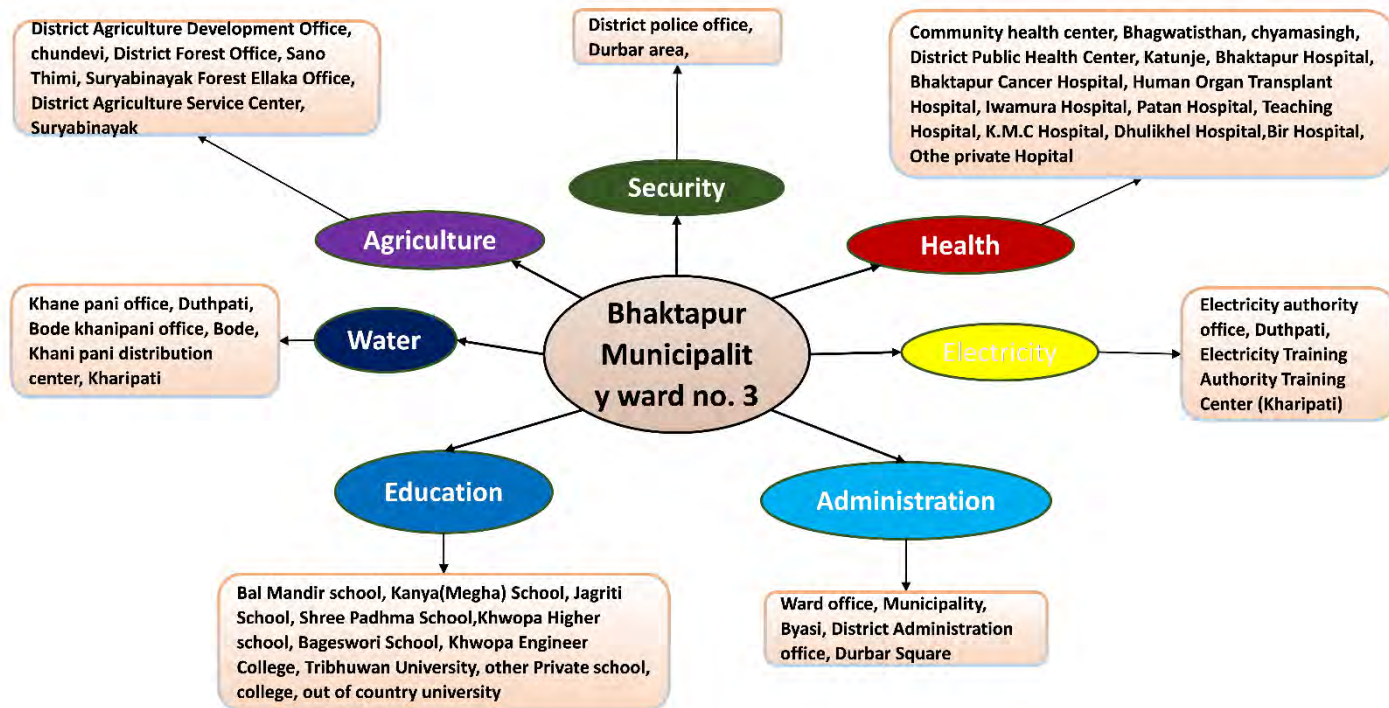 District Agriculture Development Office,
chundevi, District Forest Office, Sano
Thimi, Suryabinayak Forest Ellaka Office,
District Agriculture Service Center,
Suryabinayak
District police office,
Durbar area,
Community health center, Bhagwatisthan, chyamasingh,
District Public Health Center, Katunje, Bhaktapur Hospital,
Bhaktapur Cancer Hospital, Human Organ Transplant
Hospital, Iwamura Hospital, Patan Hospital, Teaching
Hospital, K.M.C Hospital, Dhulikhel Hospital,Bir Hospital,
Othe private Hopital
Security
Agriculture
Health
Khane pani office, Duthpati,
Bode khanipani office, Bode,
Khani pani distribution
center, Kharipati
Water
Bhaktapur
Municipalit
y ward no. 3
Electricity
Electricity authority
office, Duthpati,
Electricity Training
Authority Training
Center (Kharipati)
Education
Administration
Bal Mandir school, Kanya(Megha) School, Jagriti
School, Shree Padhma School,Khwopa Higher
school, Bageswori School, Khwopa Engineer
College, Tribhuwan University, other Private school,
college, out of country university
Ward office, Municipality,
Byasi, District Administration
office, Durbar Square